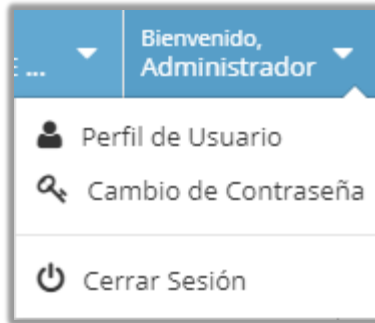 Bienvenido,
... Administrador
Perfil de Usuario
Cambio de Contraseña
Cerrar Sesión